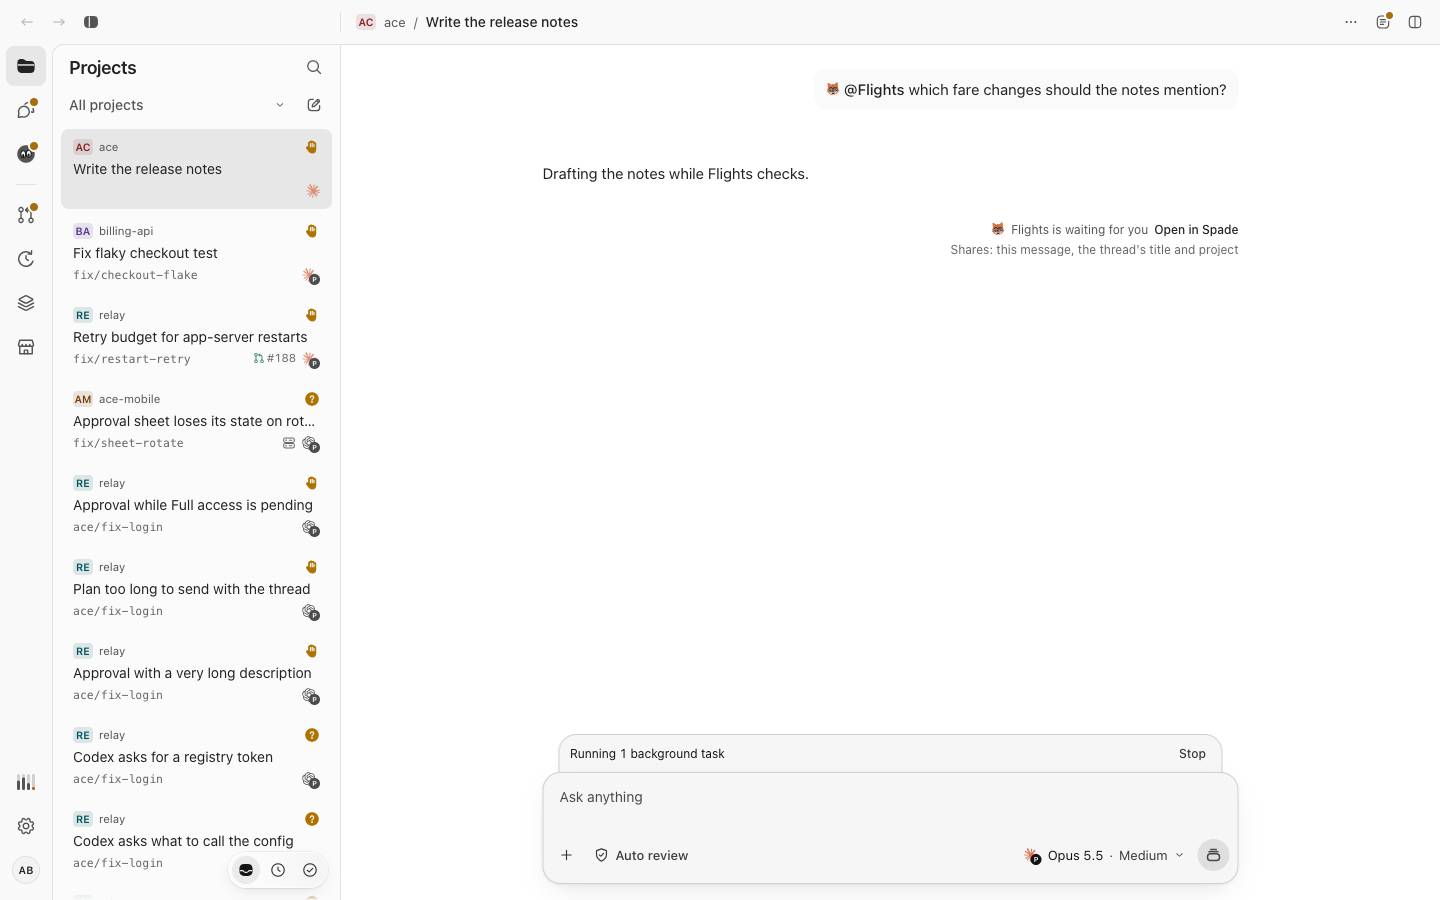 AC ace / Write the release notes
Projects
All projects
AC ace
Write the release notes
BA billing-api
Fix flaky checkout test
fix/checkout-flake
P
RE relay
Retry budget for app-server restarts
fix/restart-retry #188
P
AM ace-mobile ?
Approval sheet loses its state on rot...
fix/sheet-rotate
P
RE relay
Approval while Full access is pending
ace/fix-login
P
RE relay
Plan too long to send with the thread
ace/fix-login
P
RE relay
Approval with a very long description
ace/fix-login
P
RE relay ?
Codex asks for a registry token
ace/fix-login
P
RE relay ?
Codex asks what to call the config
ace/fix-login
AB
@Flights which fare changes should the notes mention?
Drafting the notes while Flights checks.
Flights is waiting for you Open in Spade
Shares: this message, the thread's title and project
Running 1 background task Stop
Ask anything
Auto review
P Opus 5.5 · Medium